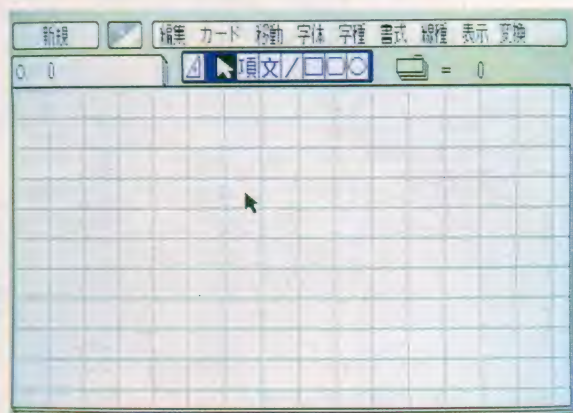 新規 編集 カード 移動 字体 字種 書式 線種 表示 変換
0. 0 項 文 = 0